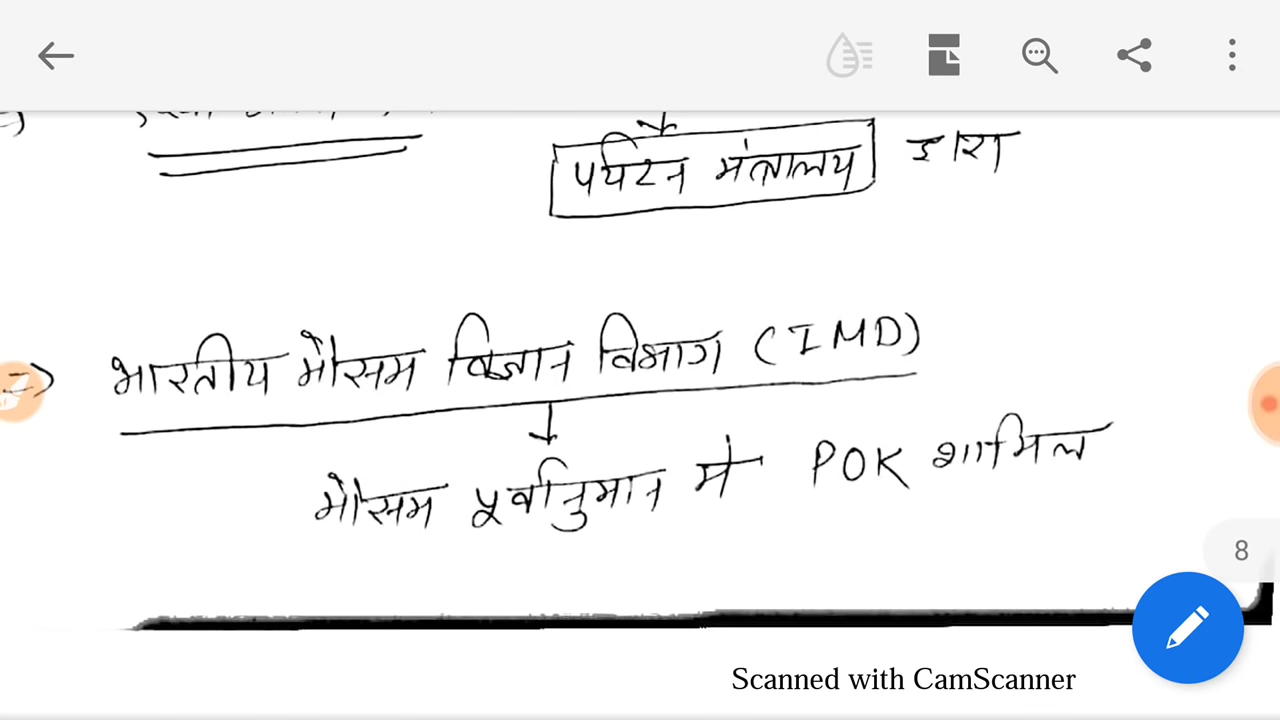 पर्यटन मंत्रालय द्वारा
=) भारतीय मौसम विज्ञान विभाग (IMD)
मौसम पूर्वानुमान में POK शामिल
8
Scanned with CamScanner